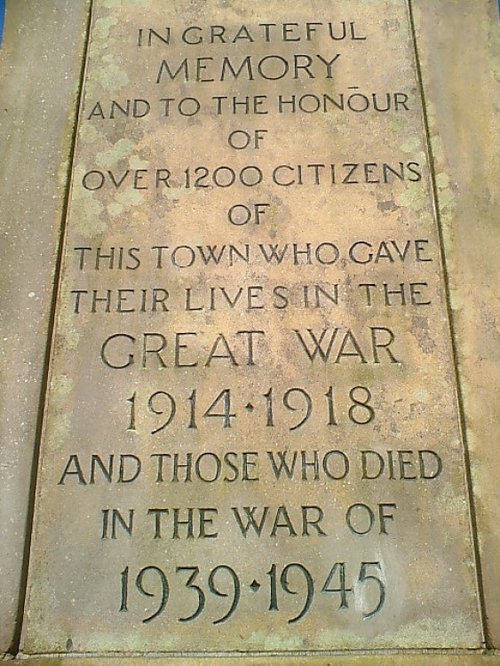 IN GRATEFUL
MEMORY
AND TO THE HONŌUR
OF
OVER 1200 CITIZENS
OF
THIS TOWN WHO GAVE
THEIR LIVES IN THE
GREAT WAR
1914·1918
AND THOSE WHO DIED
IN THE WAR OF
1939·1945